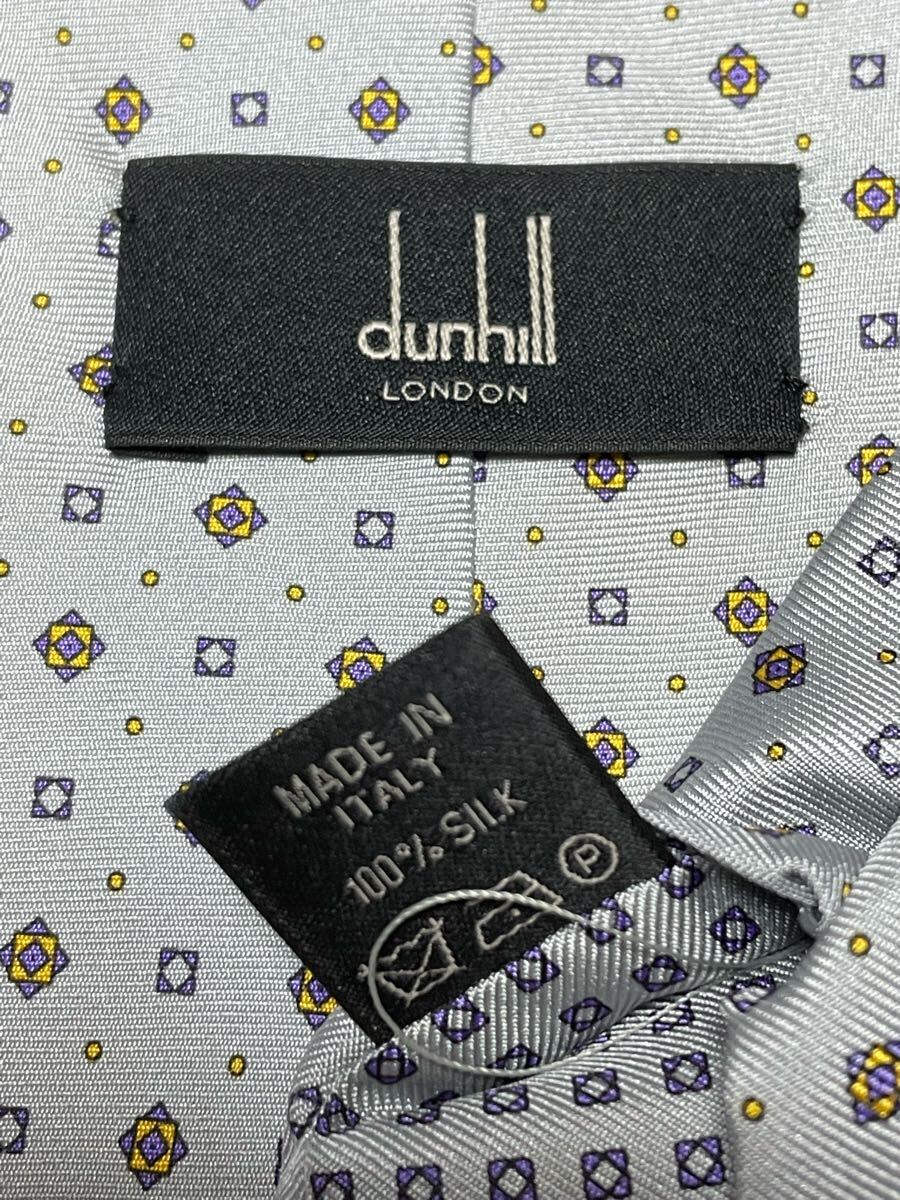 dunhill
LONDON
MADE IN
ITALY
100% SILK
P